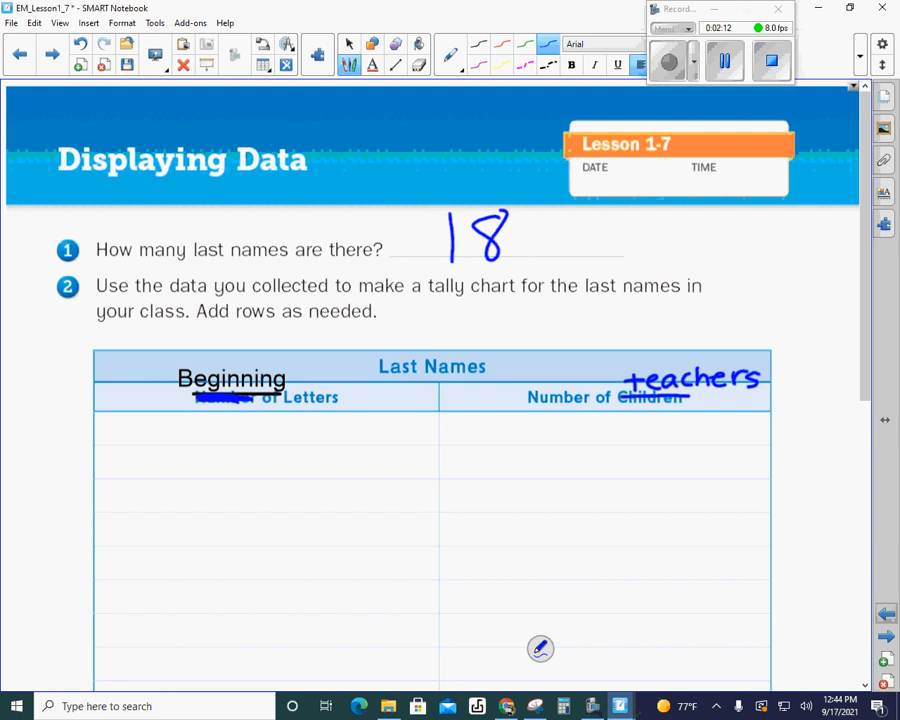 EM_Lesson1_7 * - SMART Notebook
File Edit View Insert Format Tools Add-ons Help
Record...
Menu
0:02:12
8.0 fps
Arial
B I U
Displaying Data
Lesson 1-7
DATE TIME
1 How many last names are there? 18
2 Use the data you collected to make a tally chart for the last names in
your class. Add rows as needed.
Last Names
Beginning teachers
of Letters Number of Children
Type here to search
77°F
12:44 PM
9/17/2021
1